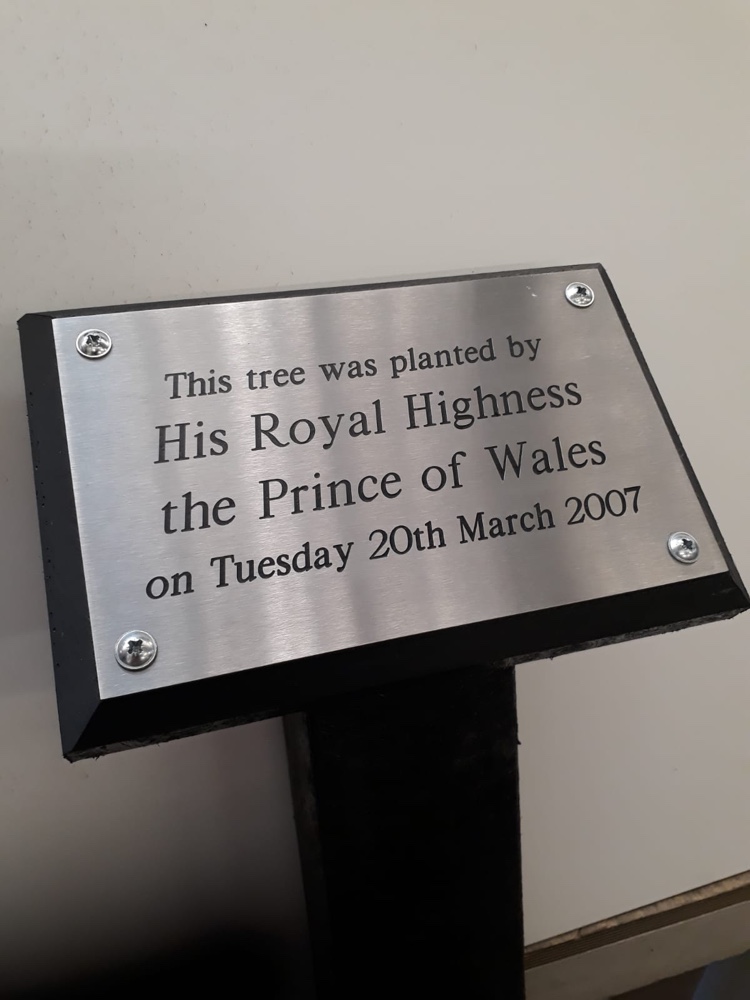 This tree was planted by
His Royal Highness
the Prince of Wales
on Tuesday 20th March 2007